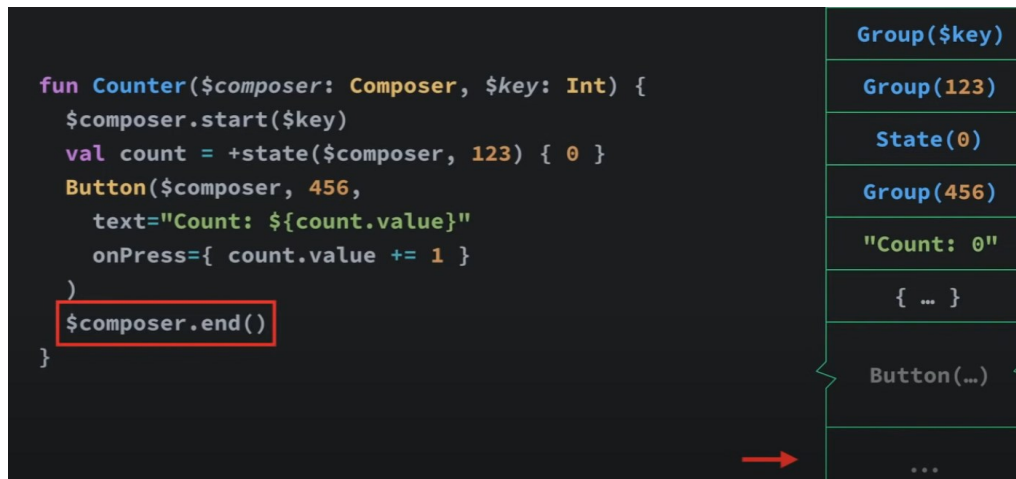 fun Counter($composer: Composer, $key: Int) {
$composer.start($key)
val count = +state($composer, 123) { 0 }
Button($composer, 456,
text="Count: ${count.value}"
onPress={ count.value += 1 }
)
$composer.end()
}
Group($key)
Group(123)
State(0)
Group(456)
"Count: 0"
{ … }
Button(…)
...